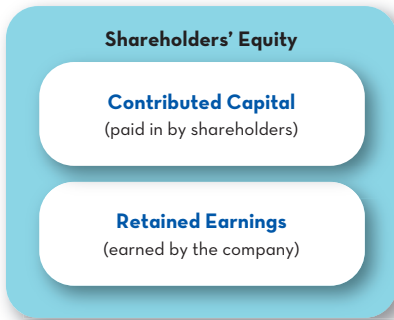 Shareholders’ Equity
Contributed Capital
(paid in by shareholders)
Retained Earnings
(earned by the company)